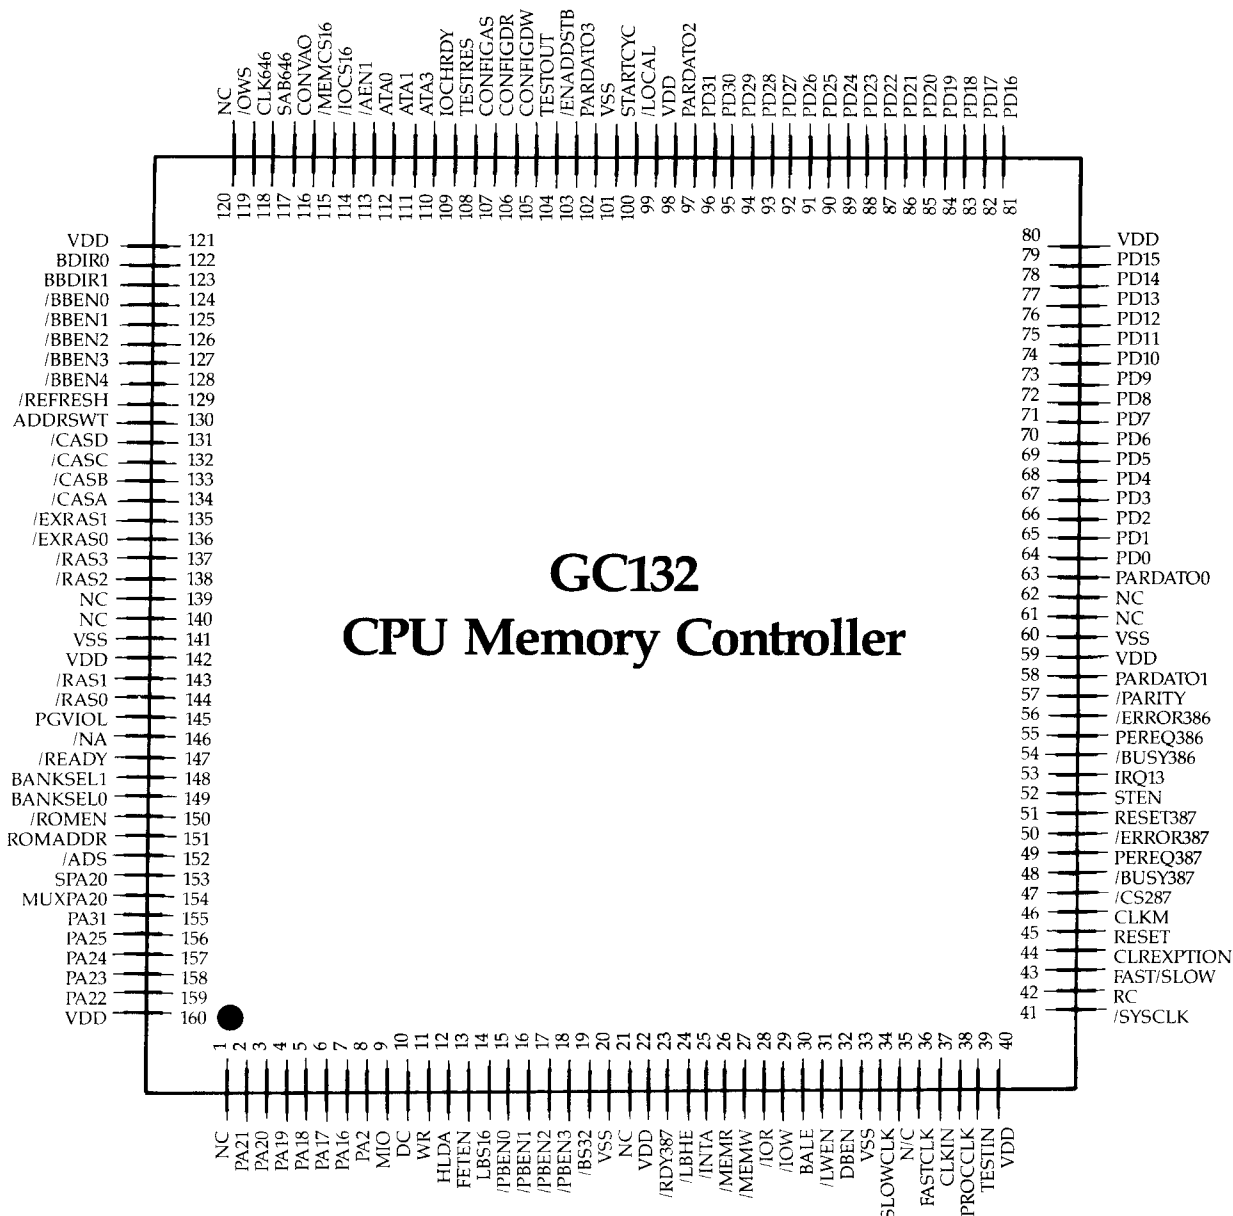 NC
/OWS
CLK646
SAB646
CONVAO
/MEMCS16
/IOCS16
/AEN1
ATA0
ATA1
ATA3
IOCHRDY
TESTRES
CONFIGAS
CONFIGDR
CONFIGDW
TESTOUT
/ENADDSTB
PARDATO3
VSS
STARTCYC
/LOCAL
VDD
PARDATO2
PD31
PD30
PD29
PD28
PD27
PD26
PD25
PD24
PD23
PD22
PD21
PD20
PD19
PD18
PD17
PD16
120
119
118
117
116
115
114
113
112
111
110
109
108
107
106
105
104
103
102
101
100
99
98
97
96
95
94
93
92
91
90
89
88
87
86
85
84
83
82
81
VDD 121
BDIR0 122
BBDIR1 123
/BBEN0 124
/BBEN1 125
/BBEN2 126
/BBEN3 127
/BBEN4 128
/REFRESH 129
ADDRSWT 130
/CASD 131
/CASC 132
/CASB 133
/CASA 134
/EXRAS1 135
/EXRAS0 136
/RAS3 137
/RAS2 138
NC 139
NC 140
VSS 141
VDD 142
/RAS1 143
/RAS0 144
PGVIOL 145
/NA 146
/READY 147
BANKSEL1 148
BANKSEL0 149
/ROMEN 150
ROMADDR 151
/ADS 152
SPA20 153
MUXPA20 154
PA31 155
PA25 156
PA24 157
PA23 158
PA22 159
VDD 160
GC132
CPU Memory Controller
80 VDD
79 PD15
78 PD14
77 PD13
76 PD12
75 PD11
74 PD10
73 PD9
72 PD8
71 PD7
70 PD6
69 PD5
68 PD4
67 PD3
66 PD2
65 PD1
64 PD0
63 PARDATO0
62 NC
61 NC
60 VSS
59 VDD
58 PARDATO1
57 /PARITY
56 /ERROR386
55 PEREQ386
54 /BUSY386
53 IRQ13
52 STEN
51 RESET387
50 /ERROR387
49 PEREQ387
48 /BUSY387
47 /CS287
46 CLKM
45 RESET
44 CLREXPTION
43 FAST/SLOW
42 RC
41 /SYSCLK
1
2
3
4
5
6
7
8
9
10
11
12
13
14
15
16
17
18
19
20
21
22
23
24
25
26
27
28
29
30
31
32
33
34
35
36
37
38
39
40
NC
PA21
PA20
PA19
PA18
PA17
PA16
PA2
MIO
DC
WR
HLDA
FETEN
LBS16
/PBEN0
/PBEN1
/PBEN2
/PBEN3
/BS32
VSS
NC
VDD
/RDY387
/LBHE
/INTA
/MEMR
/MEMW
/IOR
/IOW
BALE
/LWEN
DBEN
VSS
SLOWCLK
N/C
FASTCLK
CLKIN
PROCCLK
TESTIN
VDD